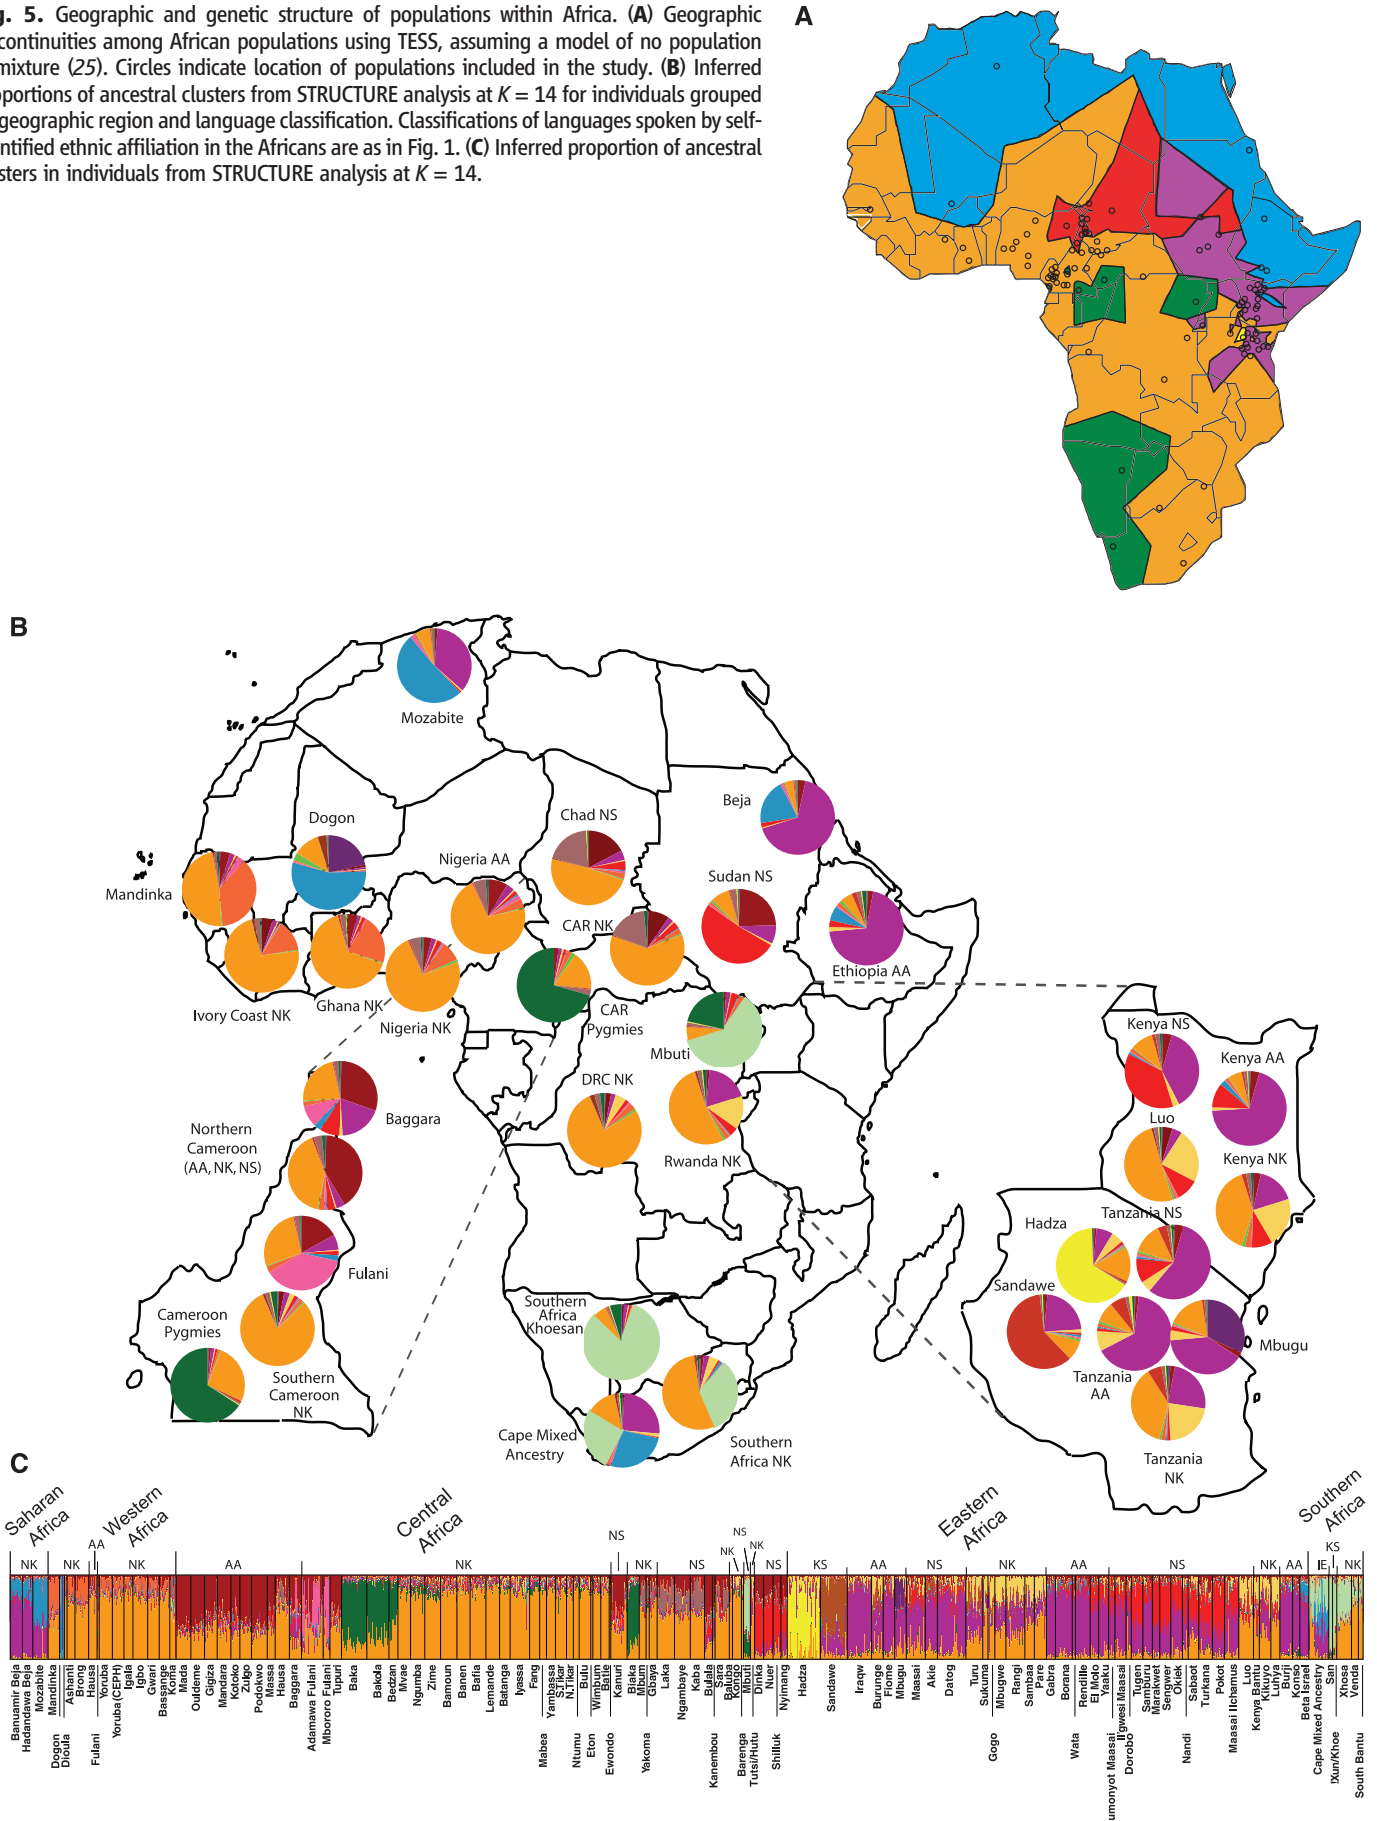 g. 5. Geographic and genetic structure of populations within Africa. (A) Geographic
continuities among African populations using TESS, assuming a model of no population
mixture (25). Circles indicate location of populations included in the study. (B) Inferred
oportions of ancestral clusters from STRUCTURE analysis at K = 14 for individuals grouped
geographic region and language classification. Classifications of languages spoken by self-
ntified ethnic affiliation in the Africans are as in Fig. 1. (C) Inferred proportion of ancestral
sters in individuals from STRUCTURE analysis at K = 14.
A
B
Mozabite
Beja
Dogon
Chad NS
Nigeria AA
Mandinka
Sudan NS
CAR NK
Ethiopia AA
Ivory Coast NK
Ghana NK
Nigeria NK
CAR
Pygmies
Mbuti
Kenya NS
Kenya AA
DRC NK
Baggara
Luo
Northern
Cameroon
(AA, NK, NS)
Rwanda NK
Kenya NK
Hadza
Tanzania NS
Fulani
Sandawe
Southern
Africa
Khoesan
Cameroon
Pygmies
Mbugu
Southern
Cameroon
NK
Tanzania
AA
Cape Mixed
Ancestry
Southern
Africa NK
Tanzania
NK
C
Saharan
Africa
Western
Africa
Central
Africa
Eastern
Africa
Southern
Africa
NK
NK
AA
NK
AA
NK
NS
NK
NS
NK
NS
NK
NS
KS
AA
NS
NK
AA
NS
NK
AA
IE
KS
NK
Banuamir Beja
Hadandawa Beja
Mozabite
Mandinka
Dogon
Dioula
Ashanti
Brong
Hausa
Fulani
Yoruba
Yoruba (CEPH)
Igala
Igbo
Gwari
Bassange
Koma
Mada
Ouldeme
Gigiza
Mandara
Kotoko
Zulgo
Podokwo
Massa
Hausa
Baggara
Adamawa Fulani
Mbororo Fulani
Tupuri
Baka
Bakola
Bedzan
Mvae
Ngumba
Zime
Bamoun
Banen
Bafia
Lemande
Batanga
Iyassa
Fang
Mabea
Yambassa
S.Tikar
N.Tikar
Ntumu
Bulu
Eton
Wimbum
Batie
Ewondo
Kanuri
Biaka
Mbum
Yakoma
Gbaya
Laka
Ngambaye
Kaba
Bulala
Kanembou
Sara
Baluba
Kongo
Barenga
Mbuti
Tutsi/Hutu
Dinka
Nuer
Shilluk
Nyimang
Hadza
Sandawe
Iraqw
Burunge
Fiome
Mbugu
Maasai
Akie
Datog
Turu
Sukuma
Gogo
Mbugwe
Rangi
Sambaa
Pare
Gabra
Borana
Wata
Rendille
El Molo
Yaaku
umonyot Maasai
Il'gwesi Maasai
Dorobo
Tugen
Samburu
Marakwet
Sengwer
Okiek
Nandi
Sabaot
Turkana
Pokot
Maasai Ilchamus
Luo
Kenya Bantu
Kikuyu
Luhya
Burji
Konso
Beta Israel
Cape Mixed Ancestry
San
!Xun/Khoe
Xhosa
Venda
South Bantu